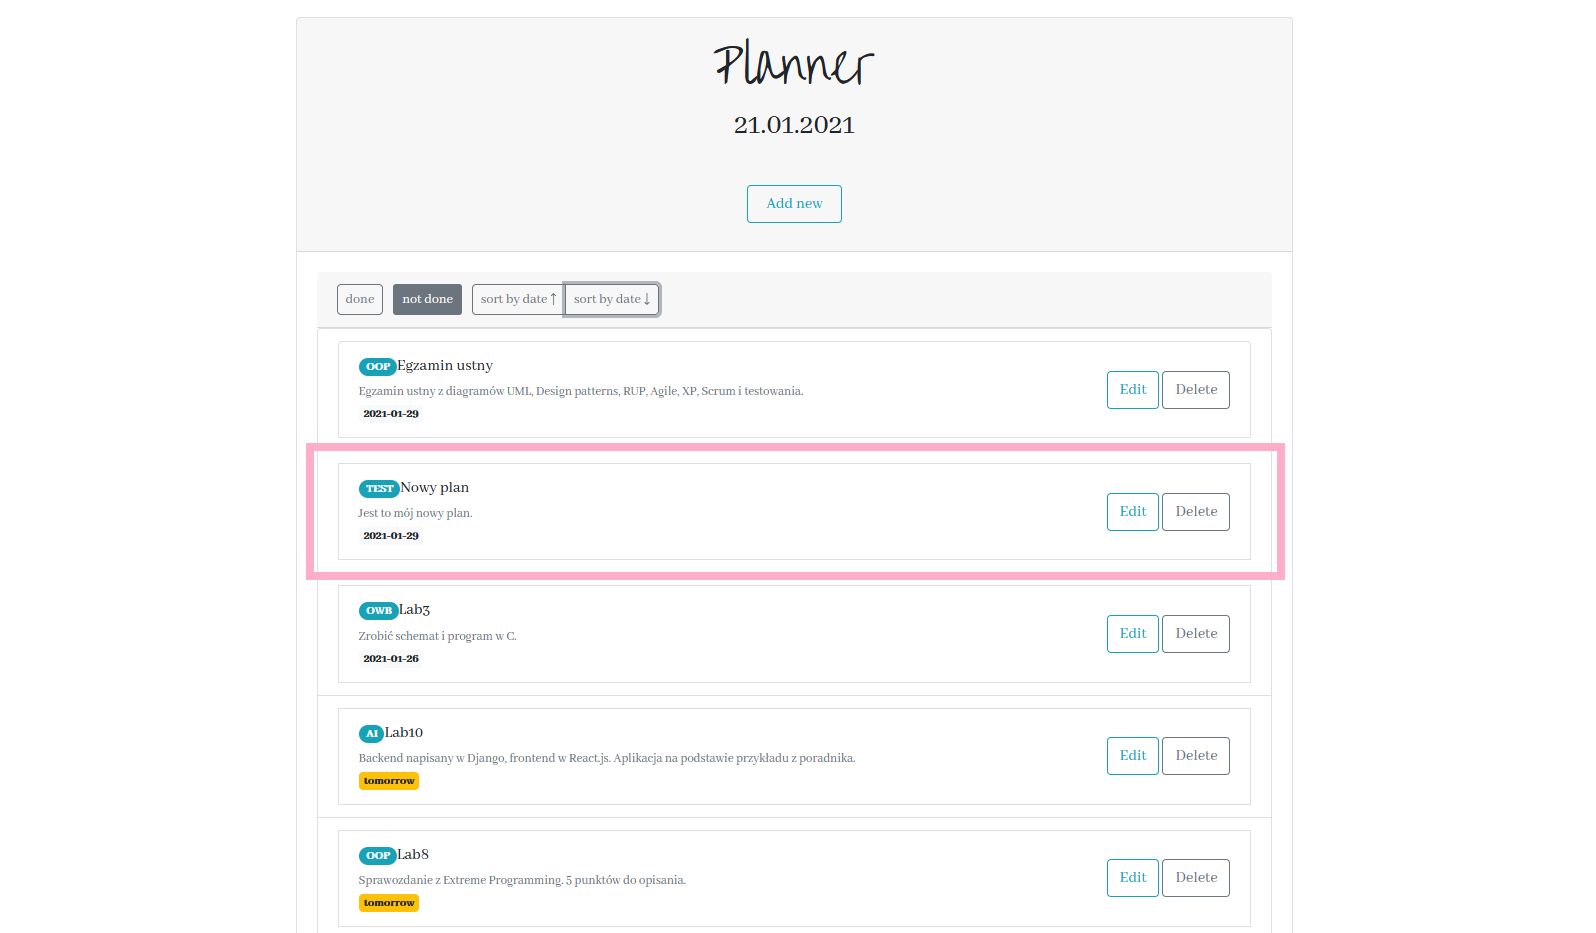 Planner
21.01.2021
Add new
done not done sort by date ↑ sort by date ↓
OOP Egzamin ustny
Egzamin ustny z diagramów UML, Design patterns, RUP, Agile, XP, Scrum i testowania.
2021-01-29
Edit Delete
TEST Nowy plan
Jest to mój nowy plan.
2021-01-29
Edit Delete
OWB Lab3
Zrobić schemat i program w C.
2021-01-26
Edit Delete
AI Lab10
Backend napisany w Django, frontend w React.js. Aplikacja na podstawie przykładu z poradnika.
tomorrow
Edit Delete
OOP Lab8
Sprawozdanie z Extreme Programming. 5 punktów do opisania.
tomorrow
Edit Delete